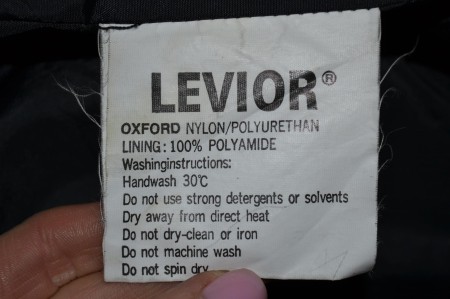 LEVIOR®
OXFORD NYLON/POLYURETHAN
LINING: 100% POLYAMIDE
Washinginstructions:
Handwash 30℃
Do not use strong detergents or solvents
Dry away from direct heat
Do not dry-clean or iron
Do not machine wash
Do not spin dry